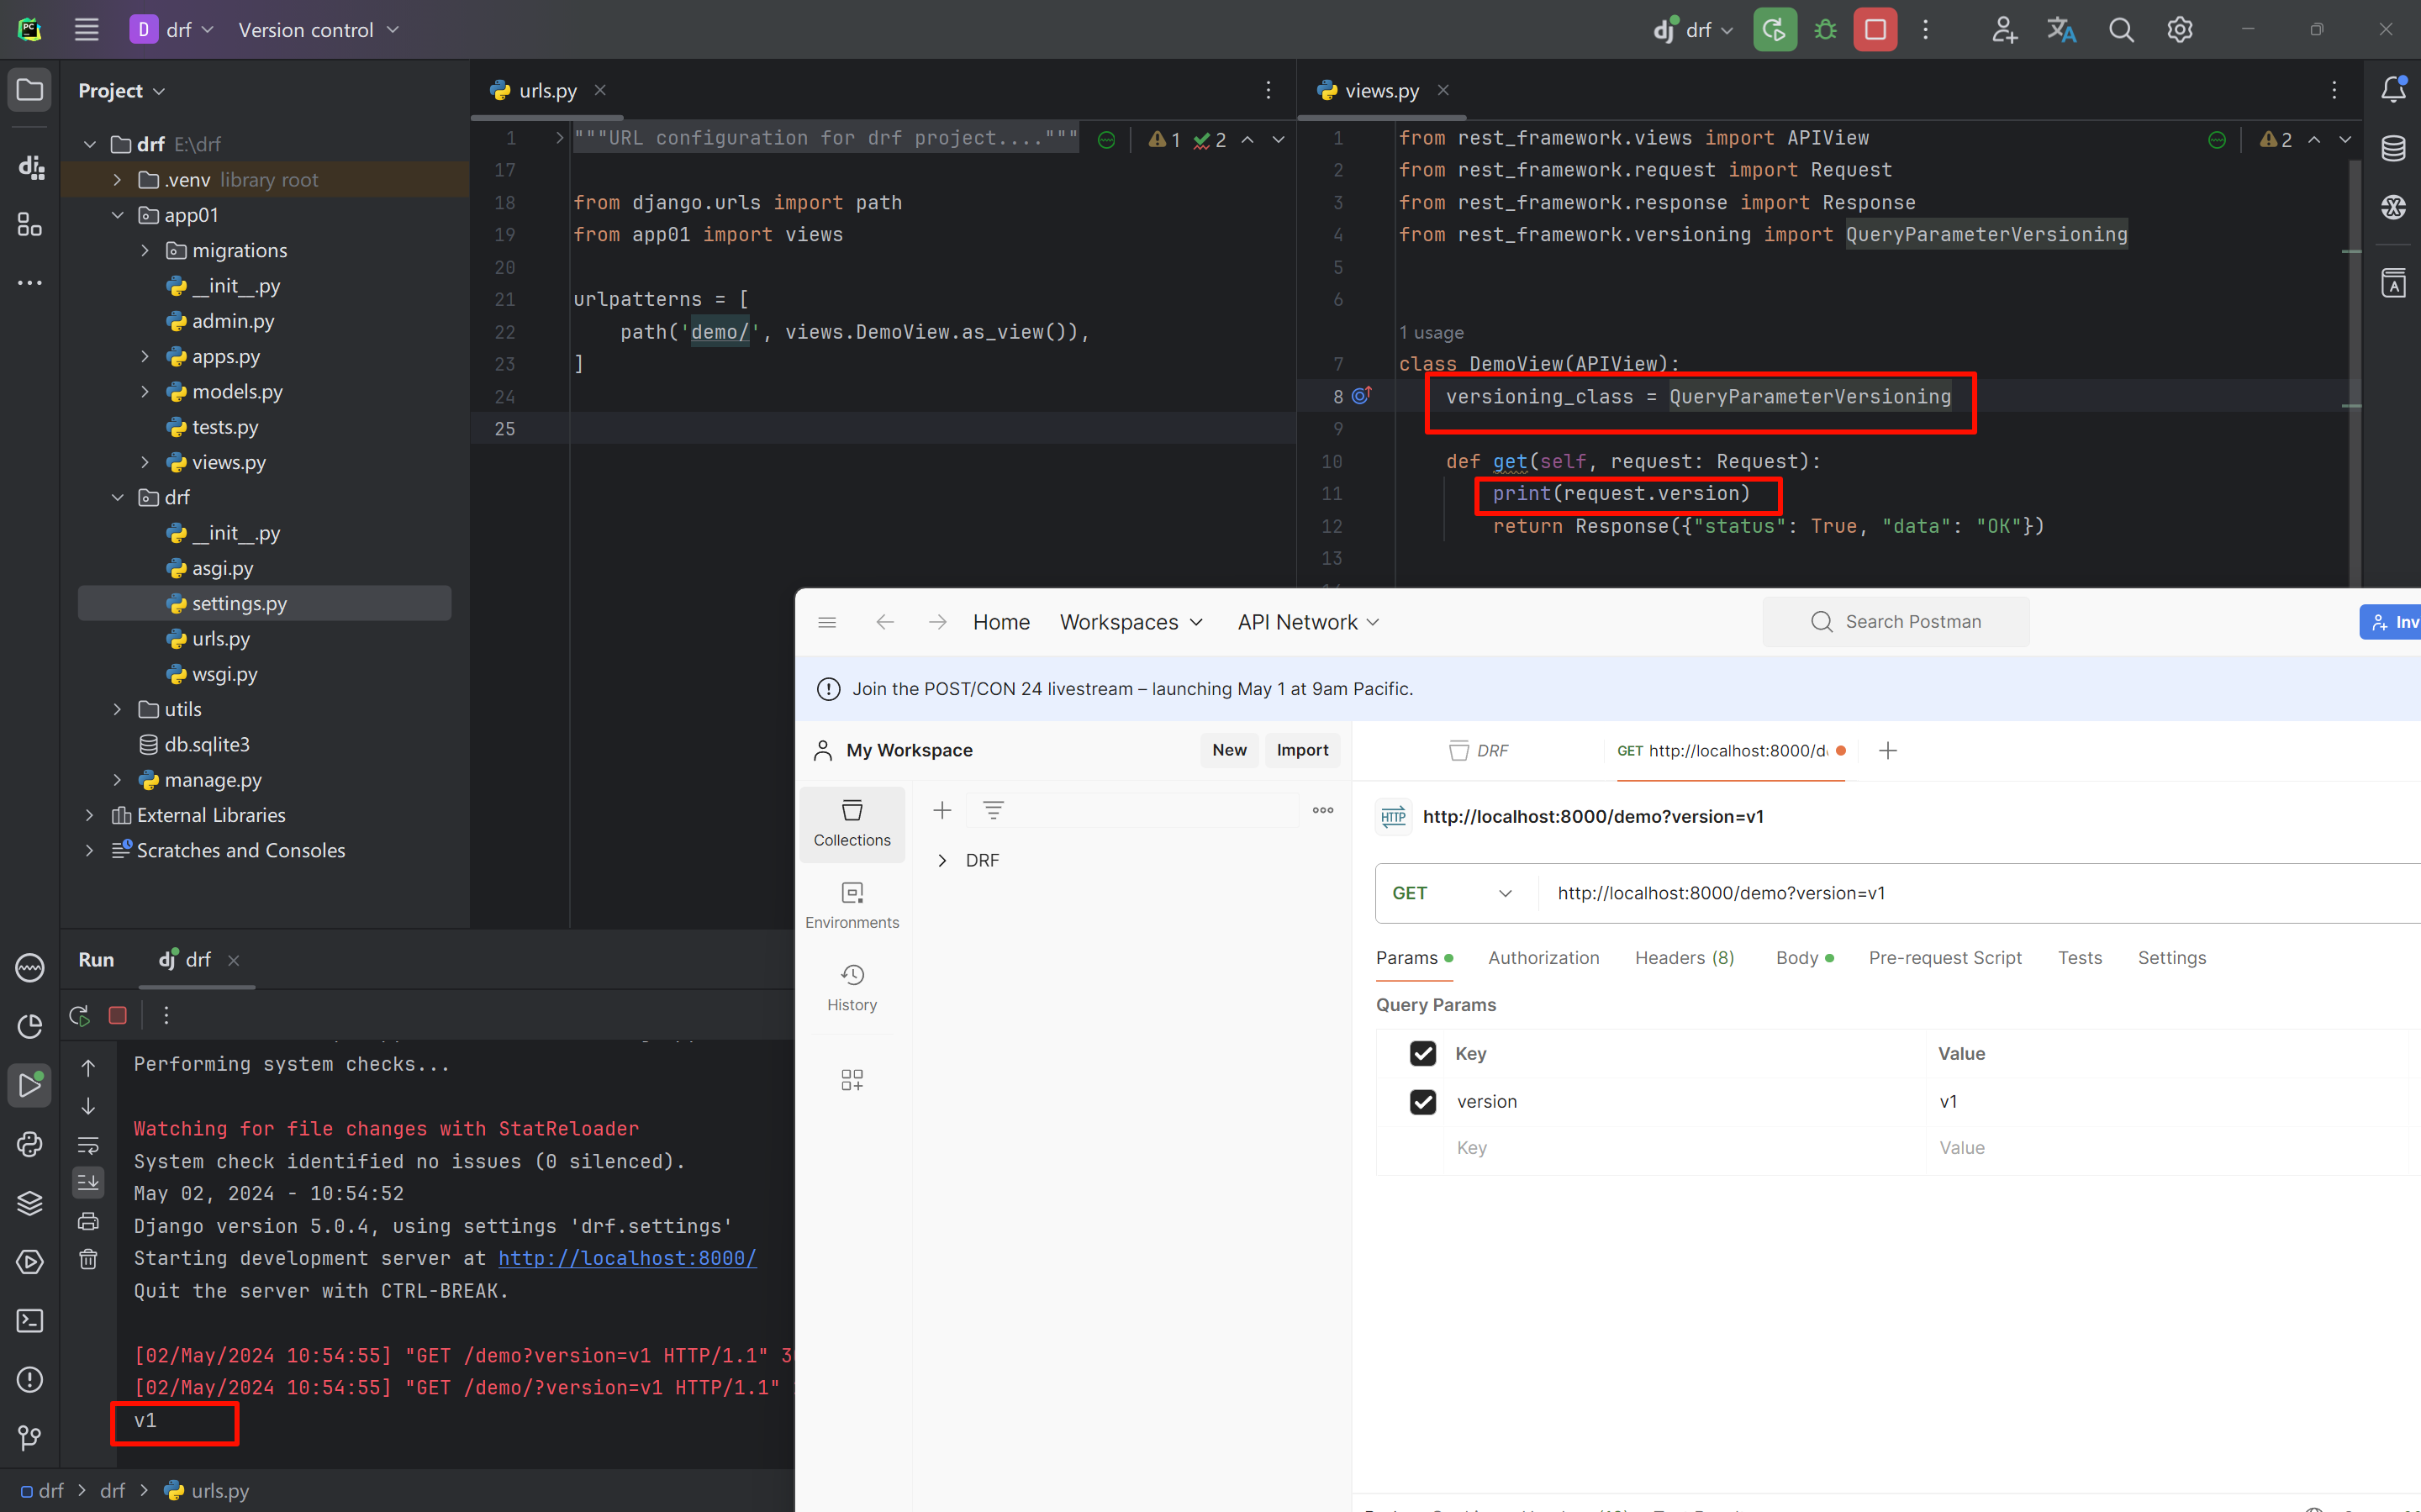 D drf Version control
dj drf
Project
drf E:\drf
.venv library root
app01
migrations
__init__.py
admin.py
apps.py
models.py
tests.py
views.py
drf
__init__.py
asgi.py
settings.py
urls.py
wsgi.py
utils
db.sqlite3
manage.py
External Libraries
Scratches and Consoles
urls.py
1 """URL configuration for drf project...."""
1 2
17
18 from django.urls import path
19 from app01 import views
20
21 urlpatterns = [
22 path('demo/', views.DemoView.as_view()),
23 ]
24
25
views.py
2
1 from rest_framework.views import APIView
2 from rest_framework.request import Request
3 from rest_framework.response import Response
4 from rest_framework.versioning import QueryParameterVersioning
5
6
1 usage
7 class DemoView(APIView):
8 versioning_class = QueryParameterVersioning
9
10 def get(self, request: Request):
11 print(request.version)
12 return Response({"status": True, "data": "OK"})
13
Run dj drf
Performing system checks...
Watching for file changes with StatReloader
System check identified no issues (0 silenced).
May 02, 2024 - 10:54:52
Django version 5.0.4, using settings 'drf.settings'
Starting development server at http://localhost:8000/
Quit the server with CTRL-BREAK.
[02/May/2024 10:54:55] "GET /demo?version=v1 HTTP/1.1" 3
[02/May/2024 10:54:55] "GET /demo/?version=v1 HTTP/1.1"
v1
drf > drf > urls.py
Home Workspaces API Network
Search Postman
Inv
Join the POST/CON 24 livestream – launching May 1 at 9am Pacific.
My Workspace
New Import
Collections
Environments
History
DRF
DRF
GET http://localhost:8000/d
HTTP http://localhost:8000/demo?version=v1
GET http://localhost:8000/demo?version=v1
Params Authorization Headers (8) Body Pre-request Script Tests Settings
Query Params
Key Value
version v1
Key Value